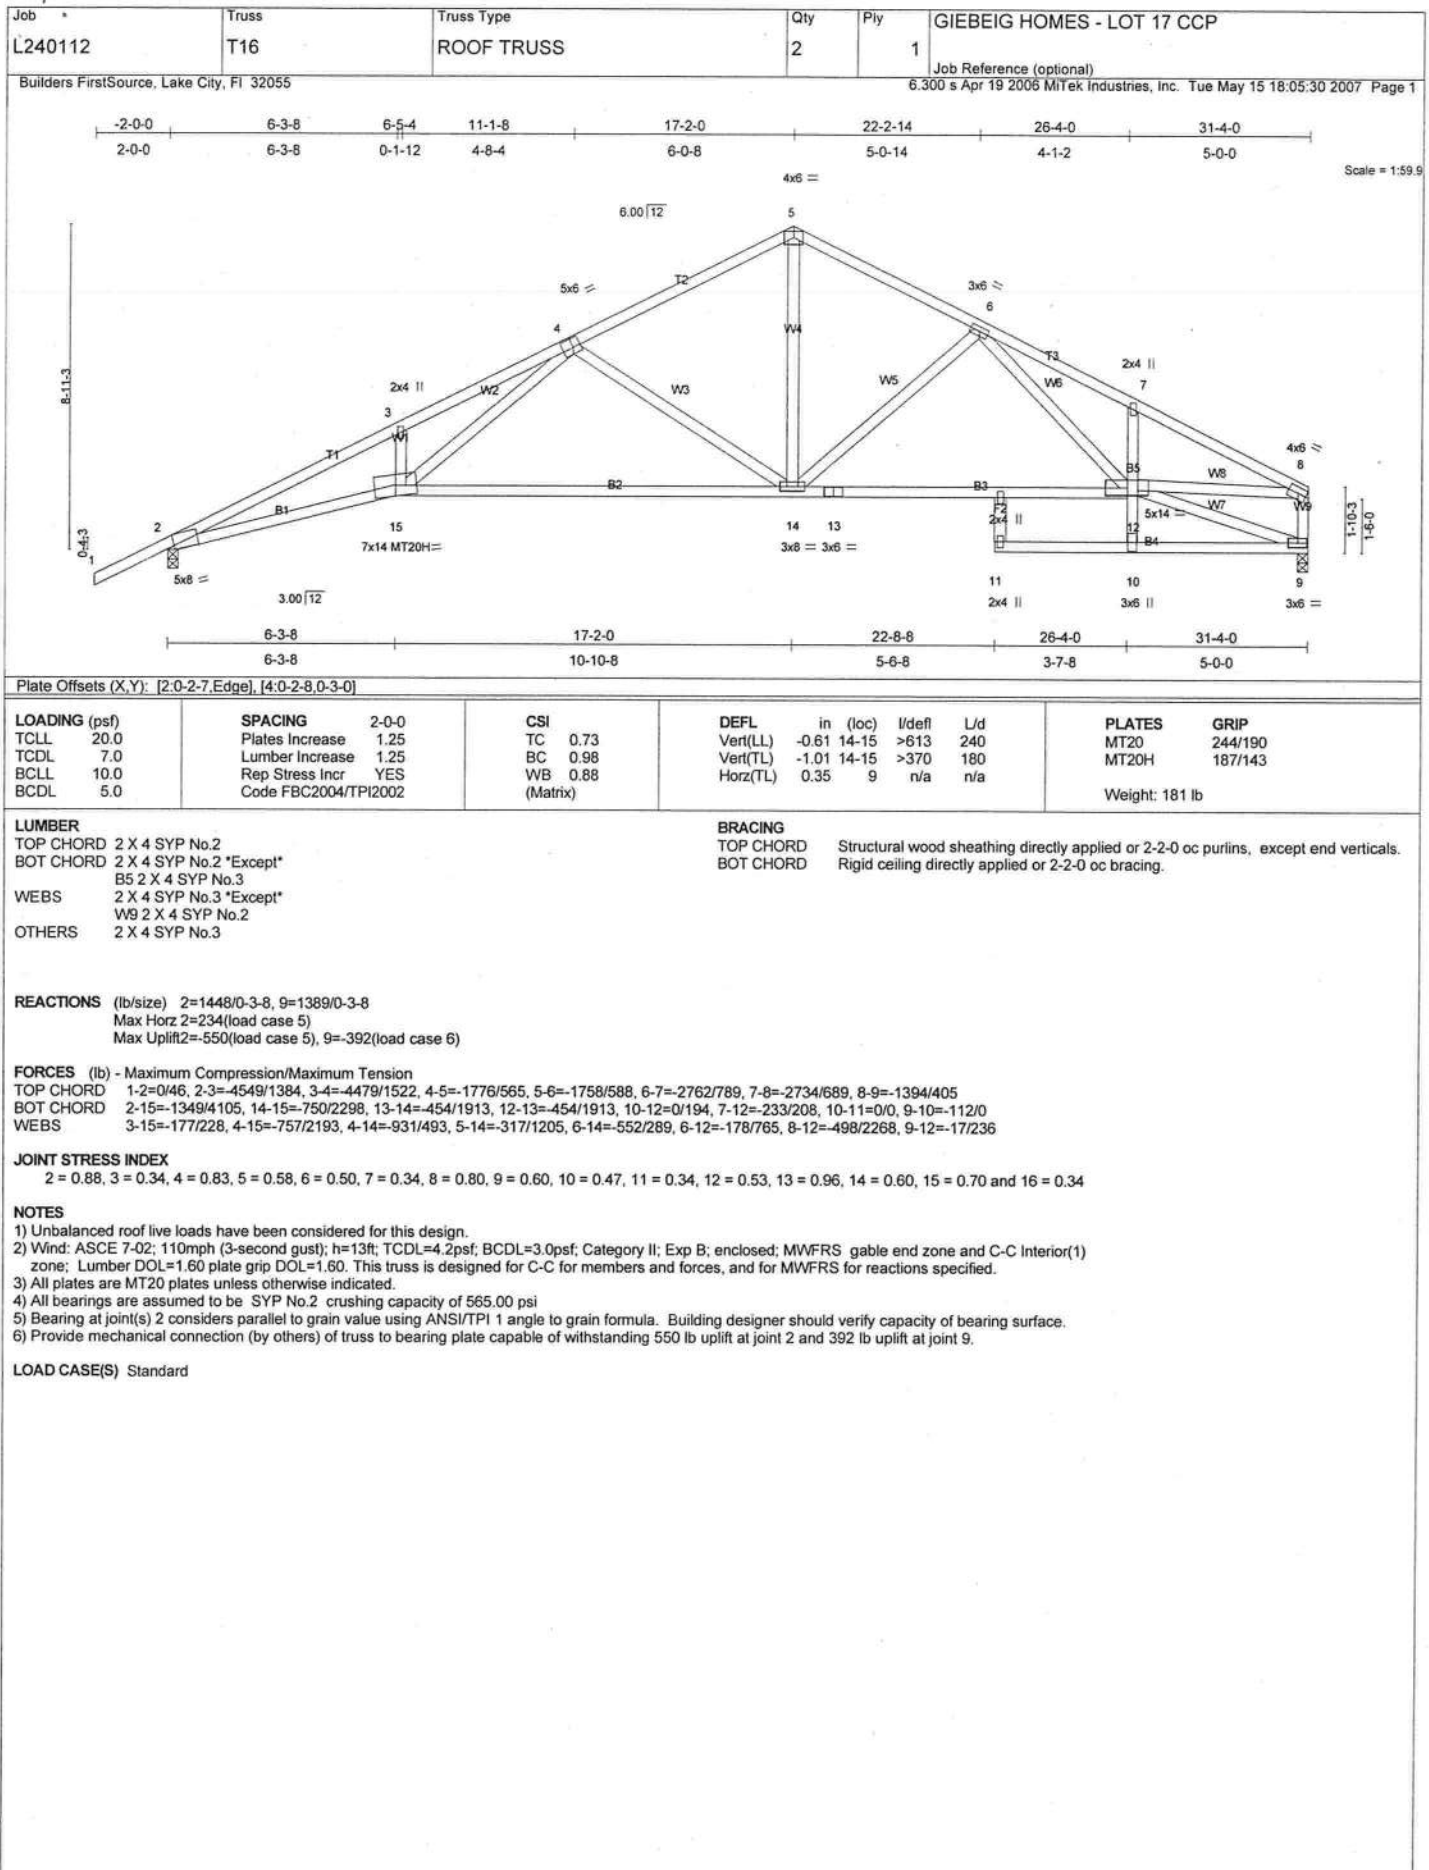 Job Truss Truss Type Qty Ply GIEBEIG HOMES - LOT 17 CCP
L240112 T16 ROOF TRUSS 2 1
Job Reference (optional)
Builders FirstSource, Lake City, Fl 32055 6.300 s Apr 19 2006 MiTek Industries, Inc. Tue May 15 18:05:30 2007 Page 1
-2-0-0 6-3-8 6-5-4 11-1-8 17-2-0 22-2-14 26-4-0 31-4-0
2-0-0 6-3-8 0-1-12 4-8-4 6-0-8 5-0-14 4-1-2 5-0-0
Scale = 1:59.9
4x6 =
6.00 12 5
T2
5x6 = 3x6 =
6
4 W4
T3
2x4 II
8-11-3 2x4 II W2 W3 W5 W6 7
3
W1
T1 4x6 =
8
B5 W8
B2 B3
B1 F2 W7 W9
2 2x4 II 5x14 =
15 14 13 12
0-4-3 7x14 MT20H= 3x8 = 3x6 = B4 1-10-3 1-6-0
1
5x8 = 11 10 9
3.00 12 2x4 II 3x6 II 3x6 =
6-3-8 17-2-0 22-8-8 26-4-0 31-4-0
6-3-8 10-10-8 5-6-8 3-7-8 5-0-0
Plate Offsets (X,Y): [2:0-2-7,Edge], [4:0-2-8,0-3-0]
LOADING (psf) SPACING 2-0-0 CSI DEFL in (loc) l/defl L/d PLATES GRIP
TCLL 20.0 Plates Increase 1.25 TC 0.73 Vert(LL) -0.61 14-15 >613 240 MT20 244/190
TCDL 7.0 Lumber Increase 1.25 BC 0.98 Vert(TL) -1.01 14-15 >370 180 MT20H 187/143
BCLL 10.0 Rep Stress Incr YES WB 0.88 Horz(TL) 0.35 9 n/a n/a
BCDL 5.0 Code FBC2004/TPI2002 (Matrix) Weight: 181 lb
LUMBER BRACING
TOP CHORD 2 X 4 SYP No.2 TOP CHORD Structural wood sheathing directly applied or 2-2-0 oc purlins, except end verticals.
BOT CHORD 2 X 4 SYP No.2 *Except* BOT CHORD Rigid ceiling directly applied or 2-2-0 oc bracing.
B5 2 X 4 SYP No.3
WEBS 2 X 4 SYP No.3 *Except*
W9 2 X 4 SYP No.2
OTHERS 2 X 4 SYP No.3
REACTIONS (lb/size) 2=1448/0-3-8, 9=1389/0-3-8
Max Horz 2=234(load case 5)
Max Uplift2=-550(load case 5), 9=-392(load case 6)
FORCES (lb) - Maximum Compression/Maximum Tension
TOP CHORD 1-2=0/46, 2-3=-4549/1384, 3-4=-4479/1522, 4-5=-1776/565, 5-6=-1758/588, 6-7=-2762/789, 7-8=-2734/689, 8-9=-1394/405
BOT CHORD 2-15=-1349/4105, 14-15=-750/2298, 13-14=-454/1913, 12-13=-454/1913, 10-12=0/194, 7-12=-233/208, 10-11=0/0, 9-10=-112/0
WEBS 3-15=-177/228, 4-15=-757/2193, 4-14=-931/493, 5-14=-317/1205, 6-14=-552/289, 6-12=-178/765, 8-12=-498/2268, 9-12=-17/236
JOINT STRESS INDEX
2 = 0.88, 3 = 0.34, 4 = 0.83, 5 = 0.58, 6 = 0.50, 7 = 0.34, 8 = 0.80, 9 = 0.60, 10 = 0.47, 11 = 0.34, 12 = 0.53, 13 = 0.96, 14 = 0.60, 15 = 0.70 and 16 = 0.34
NOTES
1) Unbalanced roof live loads have been considered for this design.
2) Wind: ASCE 7-02; 110mph (3-second gust); h=13ft; TCDL=4.2psf; BCDL=3.0psf; Category II; Exp B; enclosed; MWFRS gable end zone and C-C Interior(1)
zone; Lumber DOL=1.60 plate grip DOL=1.60. This truss is designed for C-C for members and forces, and for MWFRS for reactions specified.
3) All plates are MT20 plates unless otherwise indicated.
4) All bearings are assumed to be SYP No.2 crushing capacity of 565.00 psi
5) Bearing at joint(s) 2 considers parallel to grain value using ANSI/TPI 1 angle to grain formula. Building designer should verify capacity of bearing surface.
6) Provide mechanical connection (by others) of truss to bearing plate capable of withstanding 550 lb uplift at joint 2 and 392 lb uplift at joint 9.
LOAD CASE(S) Standard